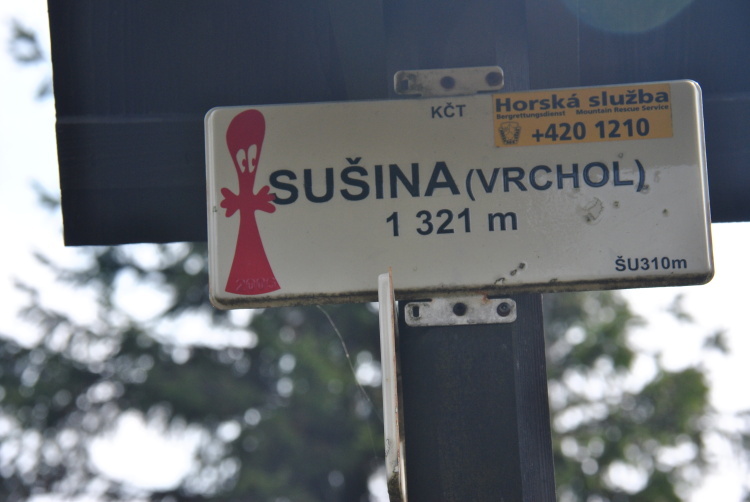 KČT
Horská služba
Bergrettungsdienst Mountain Rescue Service
+420 1210
SUŠINA (VRCHOL)
1 321 m
ŠU310m